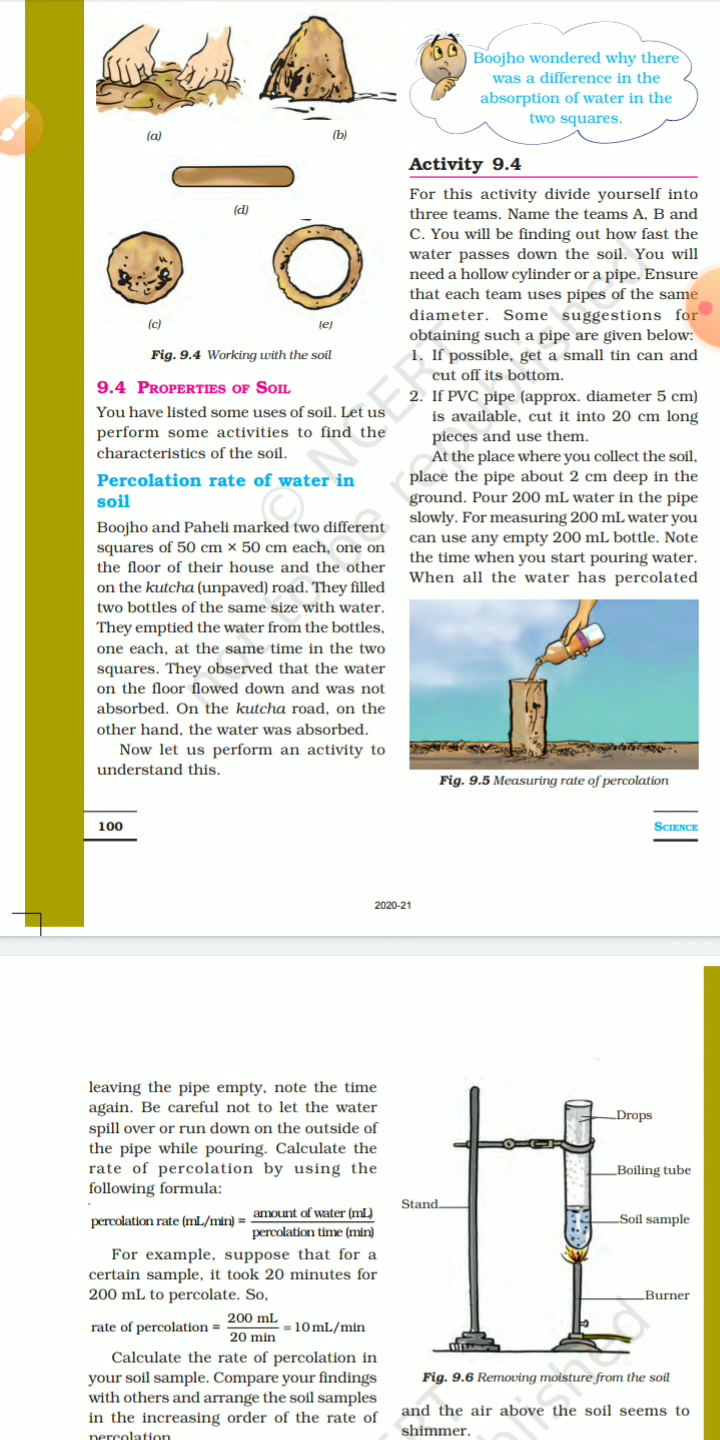 (a)
(b)
(d)
(c)
(e)
Fig. 9.4 Working with the soil
9.4 PROPERTIES OF SOIL
You have listed some uses of soil. Let us
perform some activities to find the
characteristics of the soil.
Percolation rate of water in
soil
Boojho and Paheli marked two different
squares of 50 cm × 50 cm each, one on
the floor of their house and the other
on the kutcha (unpaved) road. They filled
two bottles of the same size with water.
They emptied the water from the bottles,
one each, at the same time in the two
squares. They observed that the water
on the floor flowed down and was not
absorbed. On the kutcha road, on the
other hand, the water was absorbed.
Now let us perform an activity to
understand this.
Boojho wondered why there
was a difference in the
absorption of water in the
two squares.
Activity 9.4
For this activity divide yourself into
three teams. Name the teams A, B and
C. You will be finding out how fast the
water passes down the soil. You will
need a hollow cylinder or a pipe. Ensure
that each team uses pipes of the same
diameter. Some suggestions for
obtaining such a pipe are given below:
1. If possible, get a small tin can and
cut off its bottom.
2. If PVC pipe (approx. diameter 5 cm)
is available, cut it into 20 cm long
pieces and use them.
At the place where you collect the soil,
place the pipe about 2 cm deep in the
ground. Pour 200 mL water in the pipe
slowly. For measuring 200 mL water you
can use any empty 200 mL bottle. Note
the time when you start pouring water.
When all the water has percolated
Fig. 9.5 Measuring rate of percolation
100
SCIENCE
2020-21
© NCERT
not to be republished
leaving the pipe empty, note the time
again. Be careful not to let the water
spill over or run down on the outside of
the pipe while pouring. Calculate the
rate of percolation by using the
following formula:
percolation rate (mL/min) = amount of water (mL)
percolation time (min)
For example, suppose that for a
certain sample, it took 20 minutes for
200 mL to percolate. So,
rate of percolation = 200 mL
20 min = 10 mL/min
Calculate the rate of percolation in
your soil sample. Compare your findings
with others and arrange the soil samples
in the increasing order of the rate of
percolation
Drops
Boiling tube
Stand
Soil sample
Burner
Fig. 9.6 Removing moisture from the soil
and the air above the soil seems to
shimmer.